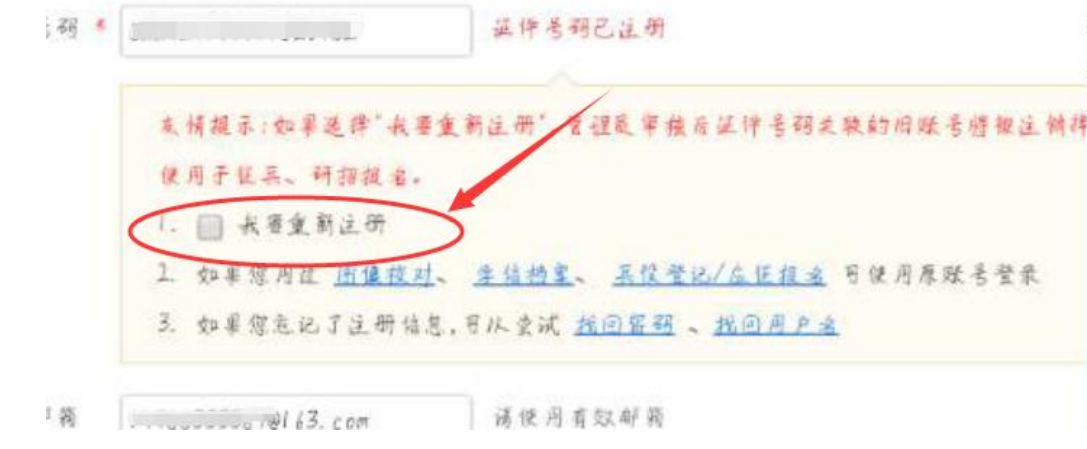 码 * 证件号码已注册
友情提示:如果选择"我要重新注册" 管理员审核后证件号码关联的旧账号将被注销掉
使用于征兵、研招报名。
1. 我要重新注册
2. 如果您用过 图像校对、 学信档案、 兵役登记/应征报名 可使用原账号登录
3. 如果您忘记了注册信息,可以尝试 找回密码 、找回用户名
邮箱 @163.com 请使用有效邮箱